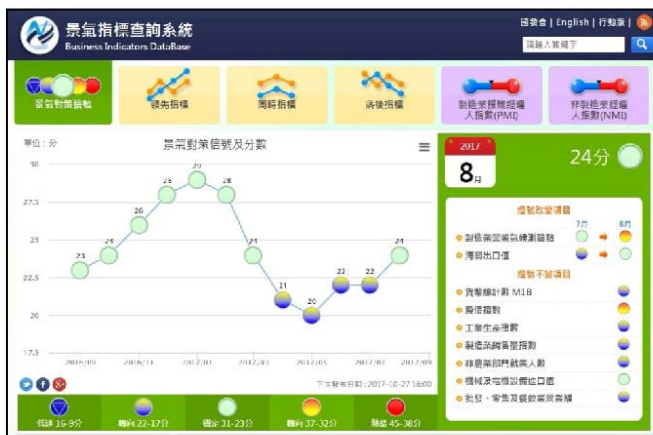 景氣指標查詢系統
Business Indicators DataBase
國發會 | English | 行動版 |
請輸入關鍵字
景氣對策信號
領先指標
同時指標
落後指標
製造業採購經理
人指數(PMI)
非製造業經理
人指數(NMI)
單位：分
景氣對策信號及分數
30
27.5
25
22.5
20
17.5
23
24
26
28
29
28
24
21
20
22
22
24
2016/09
2016/11
2017/01
2017/03
2017/05
2017/07
2017/09
下次發布日期：2017-10-27 16:00
低迷 16-9分
轉向 22-17分
穩定 31-23分
轉向 37-32分
熱絡 45-38分
2017
8月
24分
燈號改變項目
7月
8月
製造業營業氣候測驗點
海關出口值
燈號不變項目
貨幣總計數 M1B
股價指數
工業生產指數
製造業銷售量指數
非農業部門就業人數
機械及電機設備進口值
批發、零售及餐飲業營業額